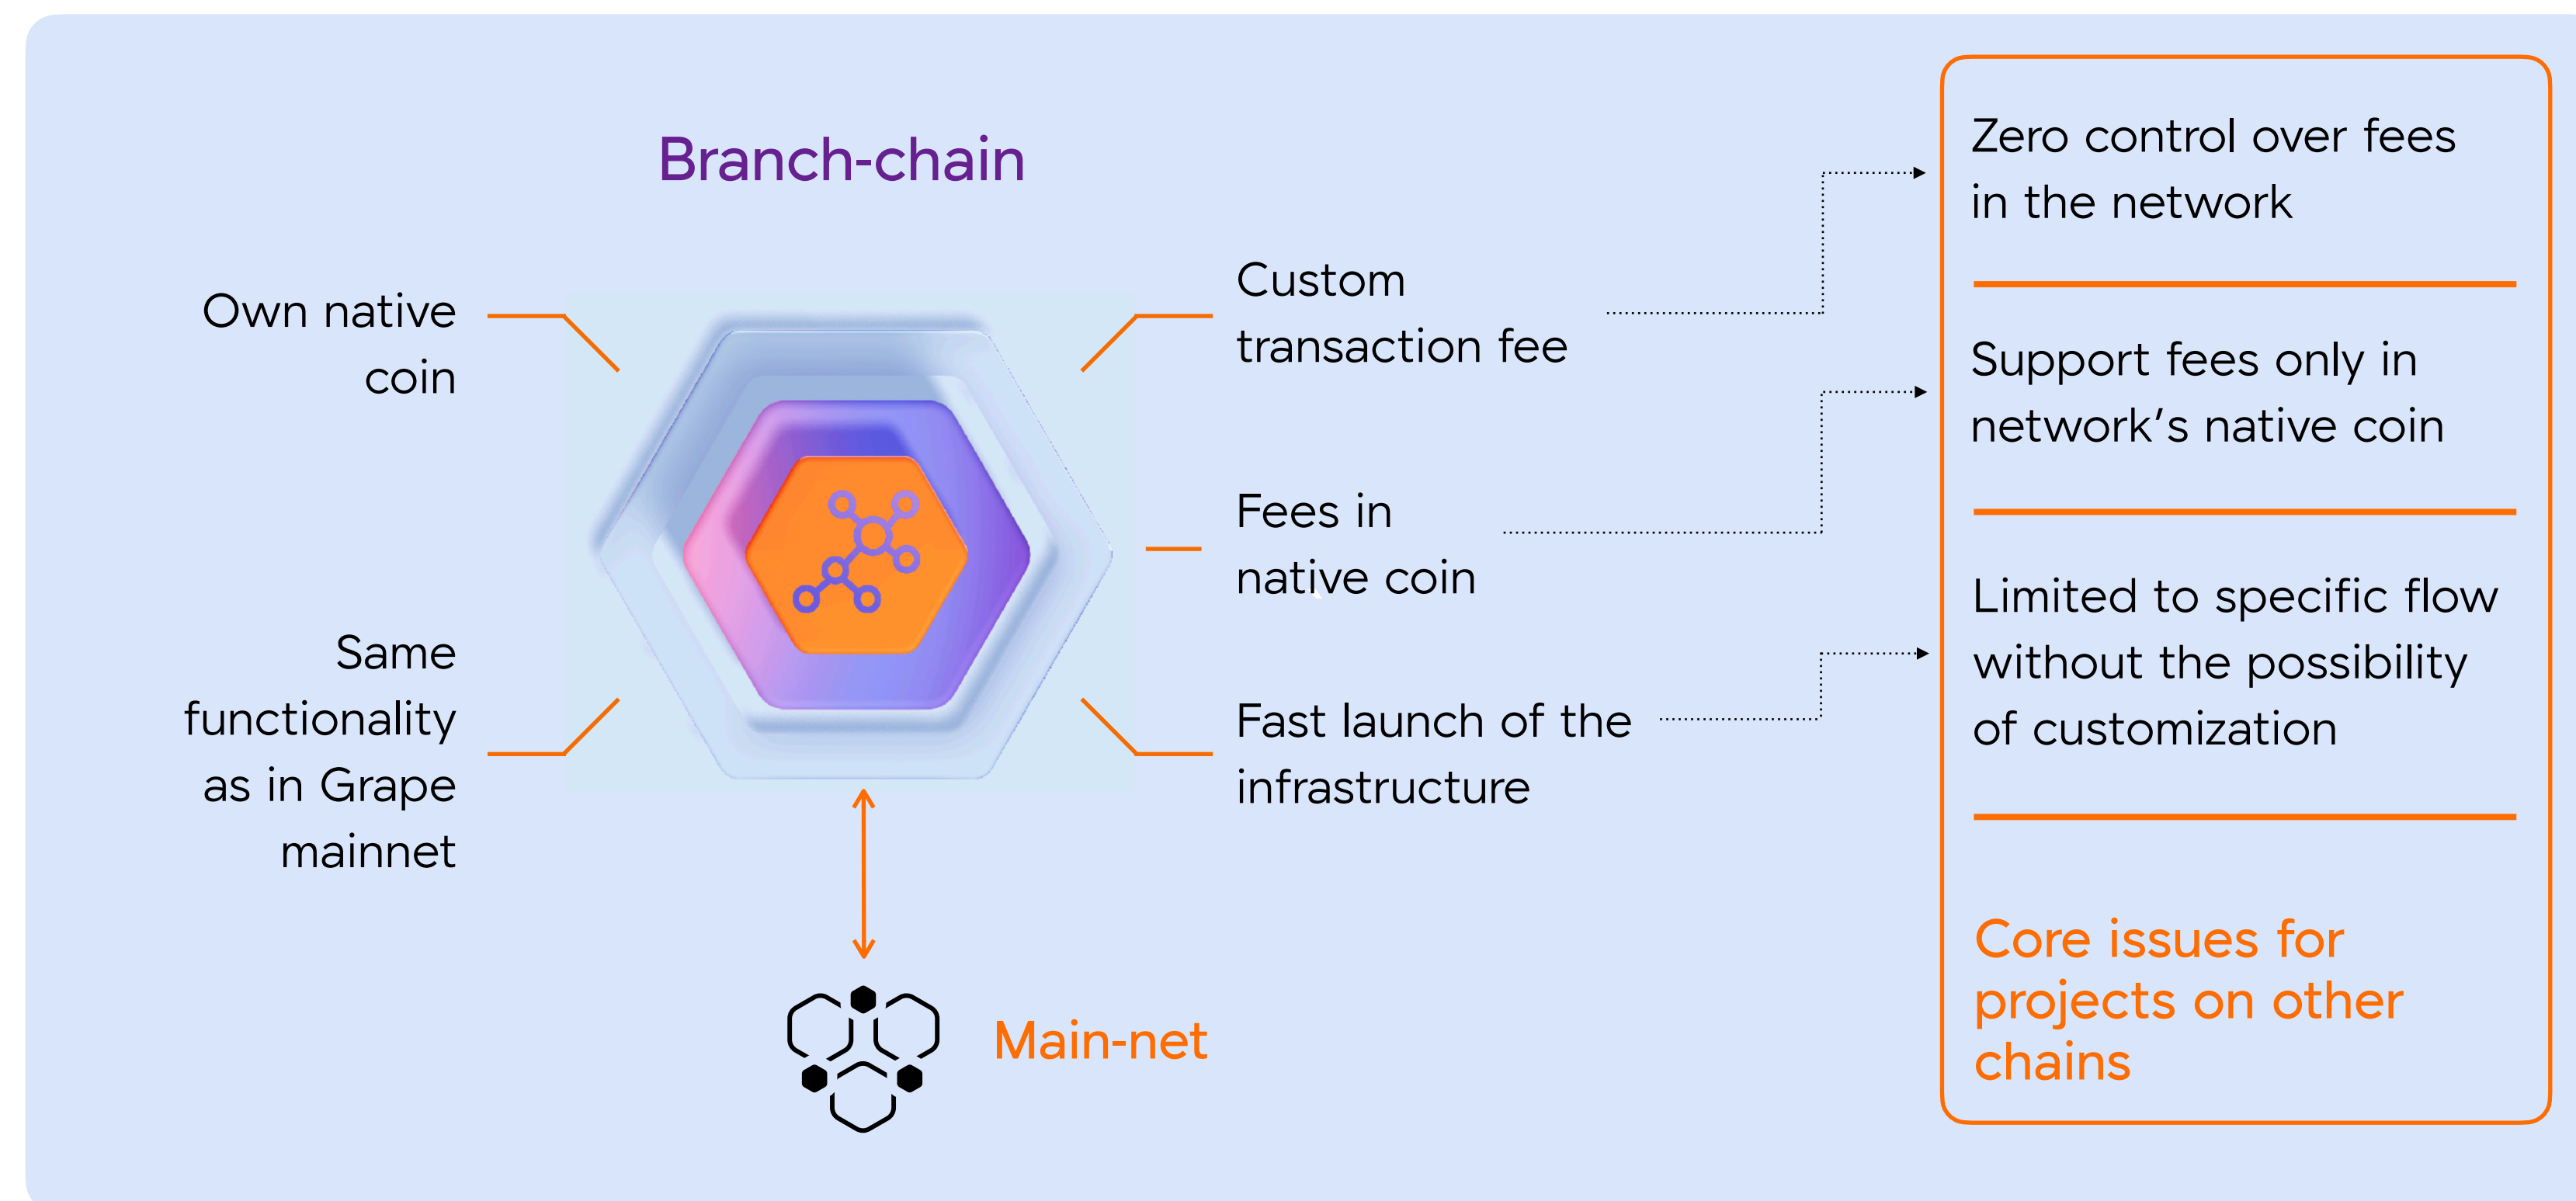 Branch-chain
Own native
coin
Same
functionality
as in Grape
mainnet
Custom
transaction fee
Fees in
native coin
Fast launch of the
infrastructure
Main-net
Zero control over fees
in the network
Support fees only in
network’s native coin
Limited to specific flow
without the possibility
of customization
Core issues for
projects on other
chains